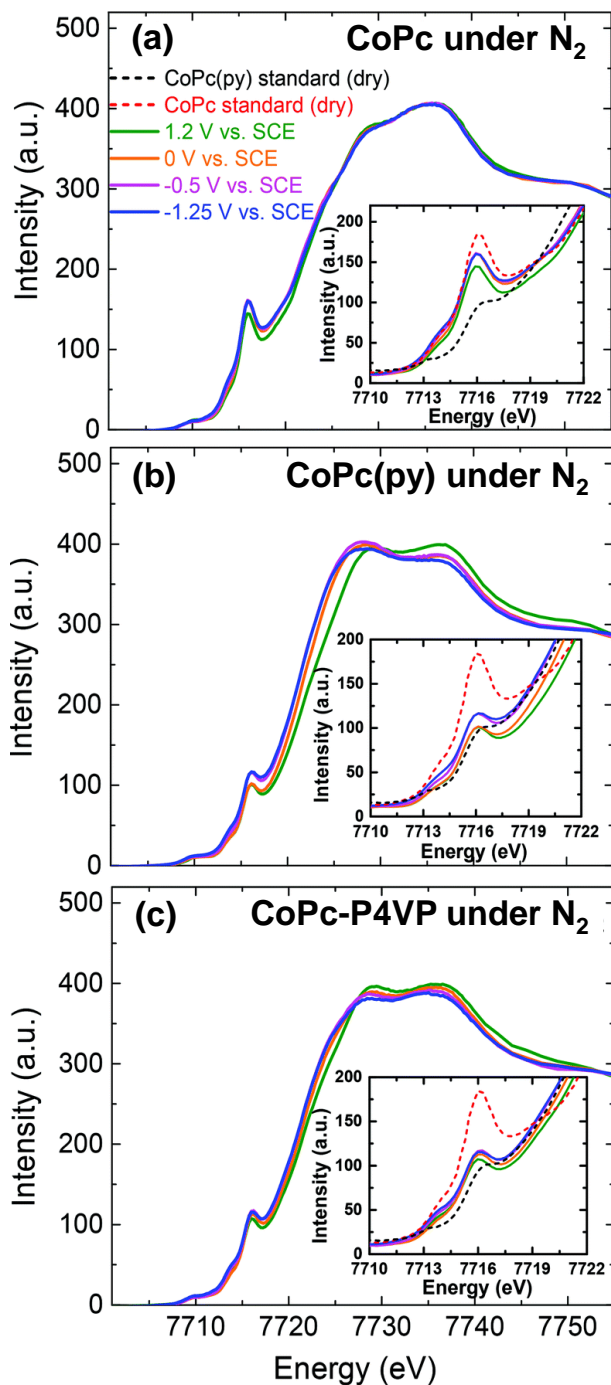 (a) CoPc under N2
CoPc(py) standard (dry)
CoPc standard (dry)
1.2 V vs. SCE
0 V vs. SCE
-0.5 V vs. SCE
-1.25 V vs. SCE
500
400
300
200
100
0
Intensity (a.u.)
200
150
100
50
0
Intensity (a.u.)
7710 7713 7716 7719 7722
Energy (eV)
(b) CoPc(py) under N2
500
400
300
200
100
0
Intensity (a.u.)
200
150
100
50
0
Intensity (a.u.)
7710 7713 7716 7719 7722
Energy (eV)
(c) CoPc-P4VP under N2
500
400
300
200
100
0
Intensity (a.u.)
200
150
100
50
0
Intensity (a.u.)
7710 7713 7716 7719 7722
Energy (eV)
7710 7720 7730 7740 7750
Energy (eV)